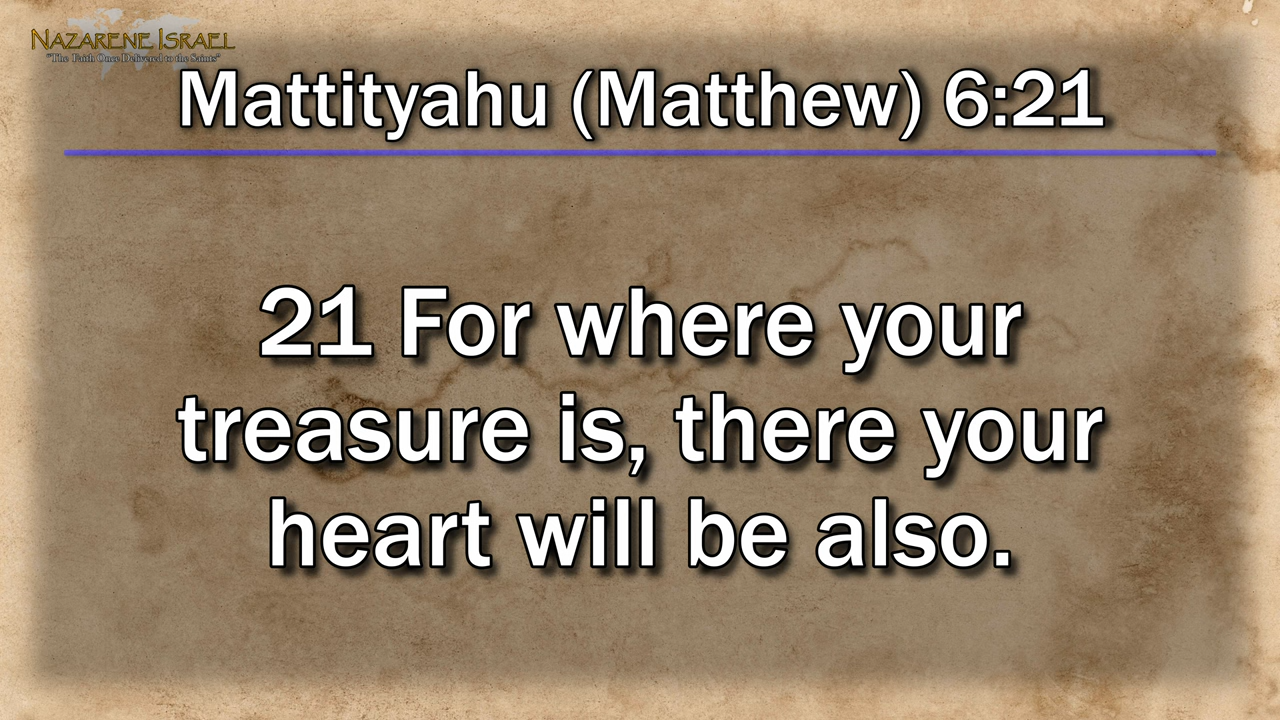 NAZARENE ISRAEL
"The Faith Once Delivered to the Saints"
Mattityahu (Matthew) 6:21
21 For where your
treasure is, there your
heart will be also.